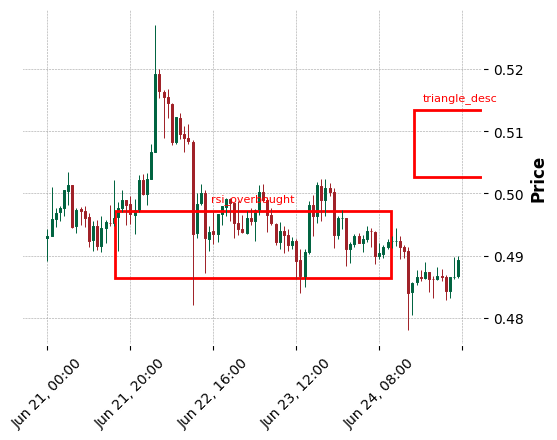 triangle_desc
rsi_overbought
0.52
0.51
0.50
0.49
0.48
Price
Jun 21, 00:00
Jun 21, 20:00
Jun 22, 16:00
Jun 23, 12:00
Jun 24, 08:00